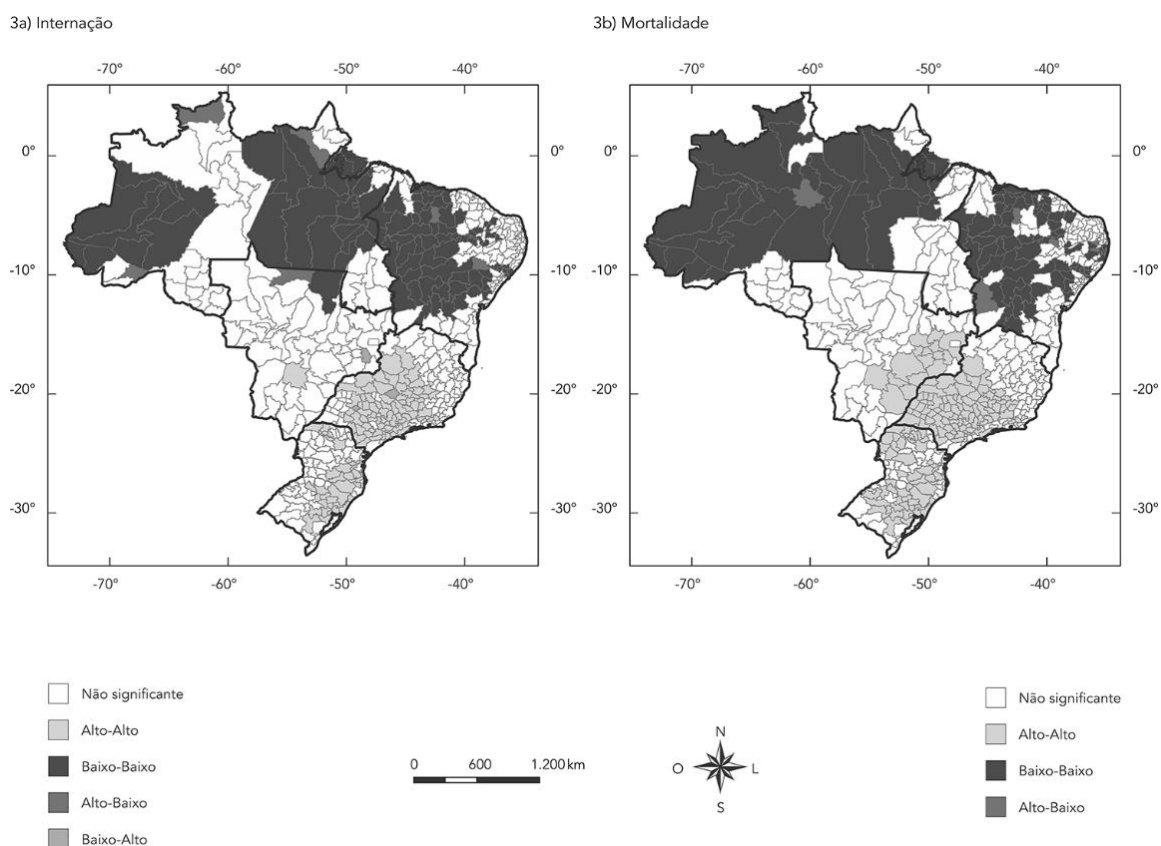 3a) Internação
3b) Mortalidade
-70° -60° -50° -40°
-70° -60° -50° -40°
0° 0° 0°
-10° -10° -10° -10°
-20° -20° -20° -20°
-30° -30° -30° -30°
-70° -60° -50° -40°
-70° -60° -50° -40°
Não significante
Alto-Alto
Baixo-Baixo
Alto-Baixo
Baixo-Alto
0 600 1.200 km
N
O L
S
Não significante
Alto-Alto
Baixo-Baixo
Alto-Baixo